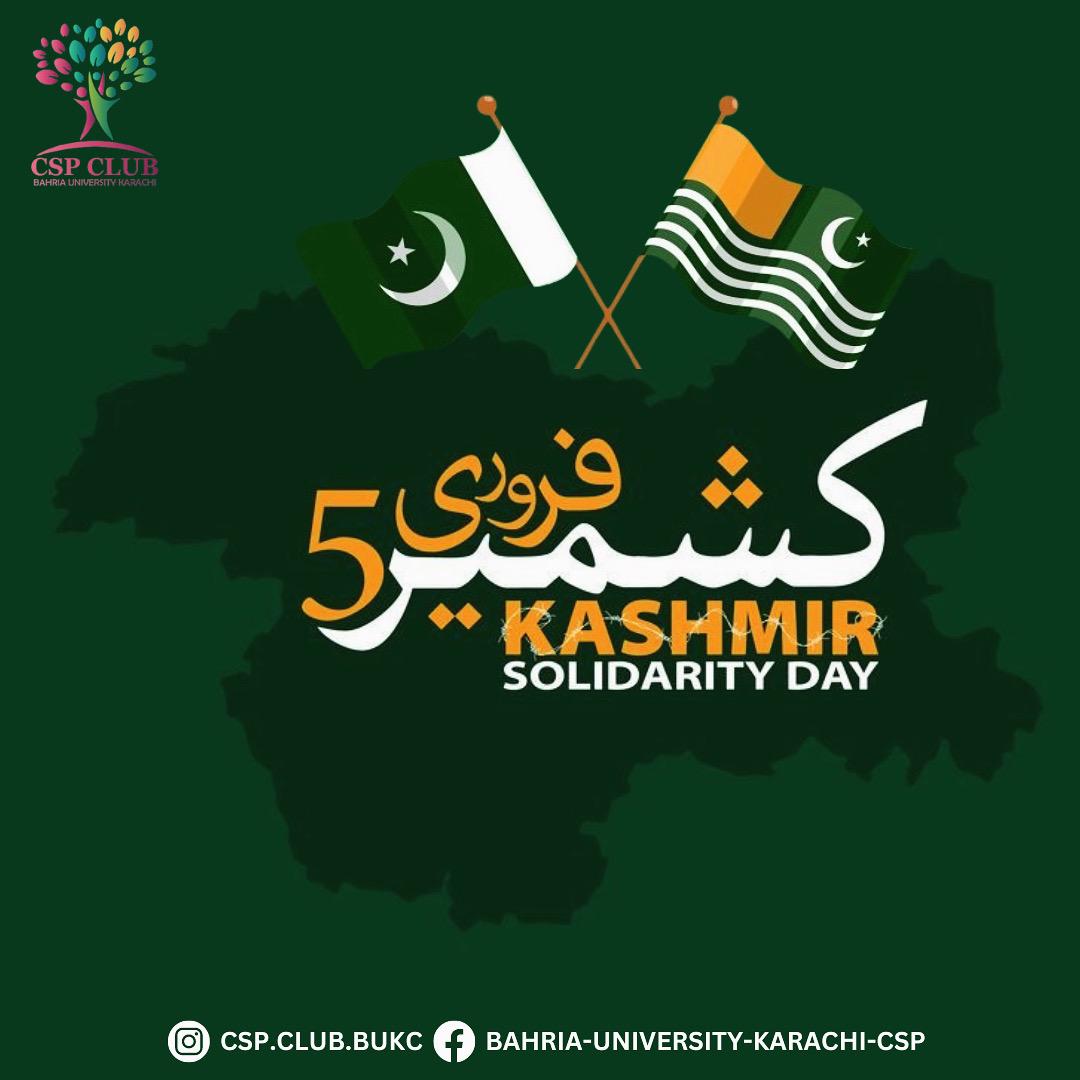 CSP CLUB
BAHRIA UNIVERSITY KARACHI
5 فروری
کشمیر
KASHMIR
SOLIDARITY DAY
CSP.CLUB.BUKC BAHRIA-UNIVERSITY-KARACHI-CSP